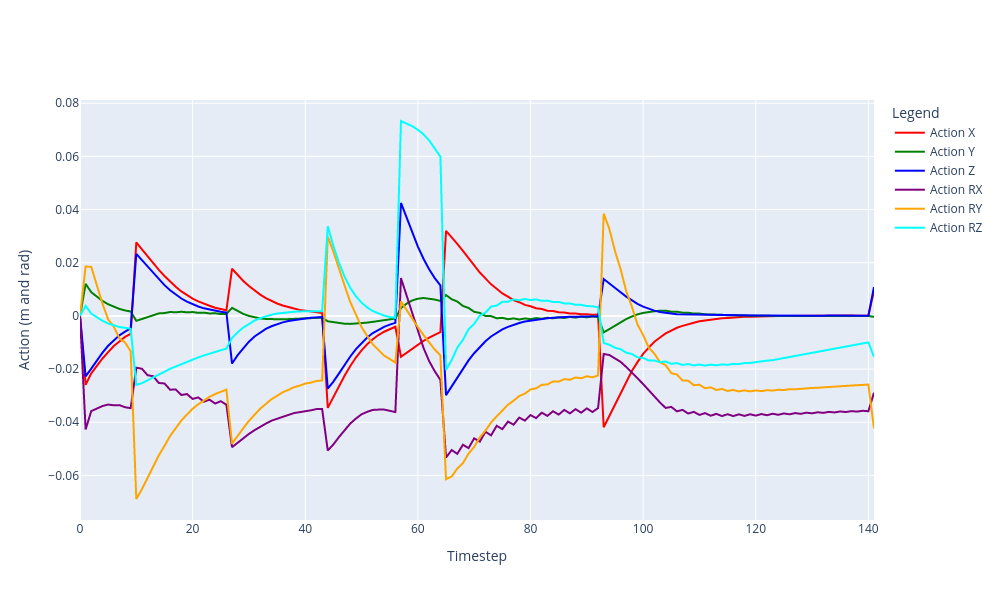 Action (m and rad)
0.08
0.06
0.04
0.02
0
−0.02
−0.04
−0.06
0
20
40
60
80
100
120
140
Timestep
Legend
Action X
Action Y
Action Z
Action RX
Action RY
Action RZ